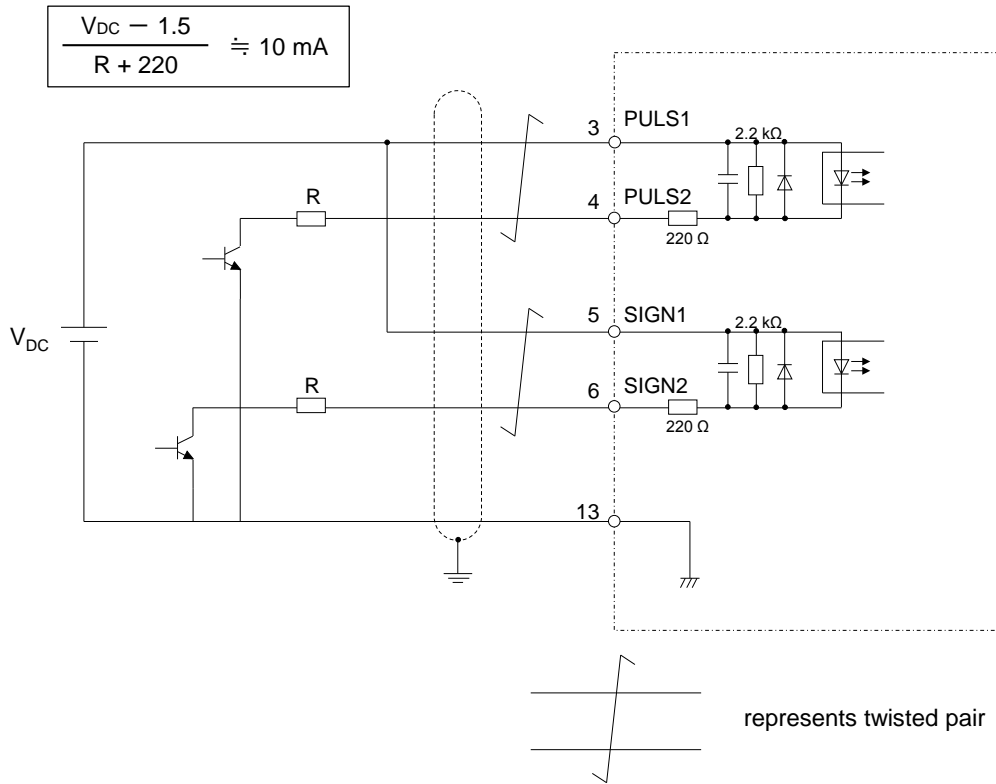 VDC − 1.5
R + 220
≒ 10 mA
3 PULS1
2.2 kΩ
R
4 PULS2
220 Ω
VDC
5 SIGN1
2.2 kΩ
R
6 SIGN2
220 Ω
13
represents twisted pair